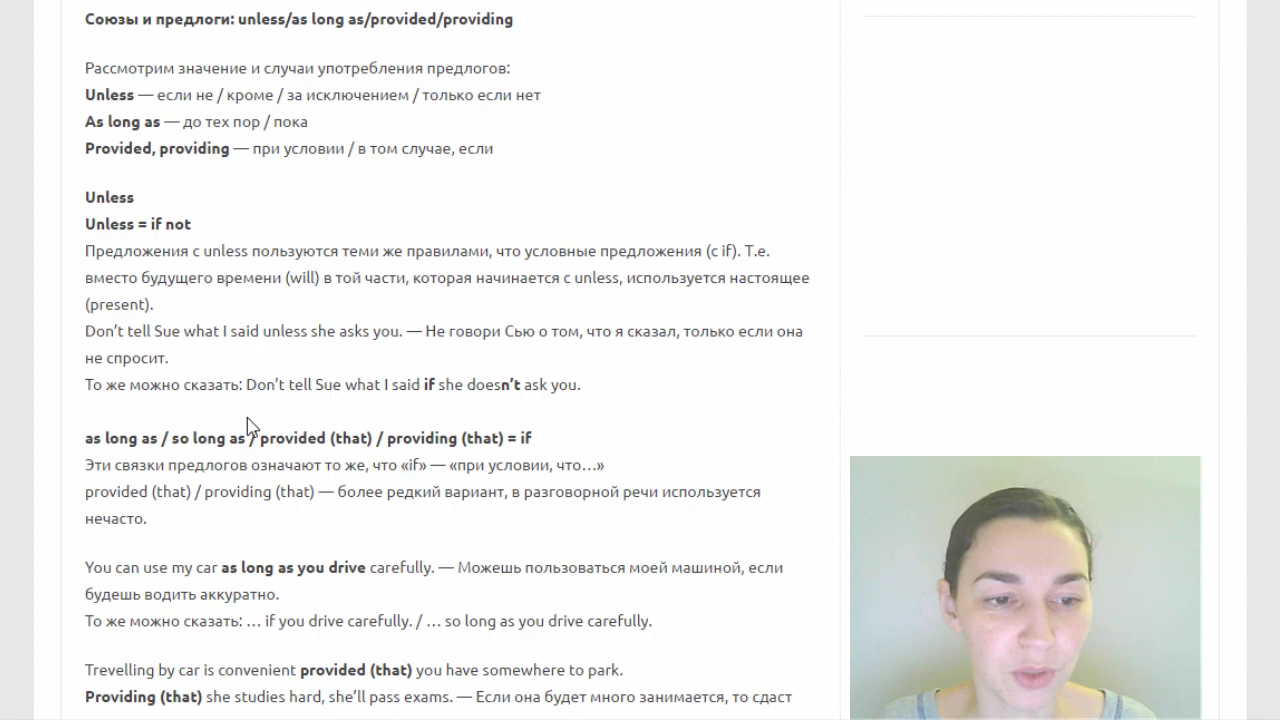 Союзы и предлоги: unless/as long as/provided/providing
Рассмотрим значение и случаи употребления предлогов:
Unless — если не / кроме / за исключением / только если нет
As long as — до тех пор / пока
Provided, providing — при условии / в том случае, если
Unless
Unless = if not
Предложения с unless пользуются теми же правилами, что условные предложения (с if). Т.е.
вместо будущего времени (will) в той части, которая начинается с unless, используется настоящее
(present).
Don’t tell Sue what I said unless she asks you. — Не говори Сью о том, что я сказал, только если она
не спросит.
То же можно сказать: Don’t tell Sue what I said if she doesn’t ask you.
as long as / so long as / provided (that) / providing (that) = if
Эти связки предлогов означают то же, что «if» — «при условии, что…»
provided (that) / providing (that) — более редкий вариант, в разговорной речи используется
нечасто.
You can use my car as long as you drive carefully. — Можешь пользоваться моей машиной, если
будешь водить аккуратно.
То же можно сказать: … if you drive carefully. / … so long as you drive carefully.
Trevelling by car is convenient provided (that) you have somewhere to park.
Providing (that) she studies hard, she’ll pass exams. — Если она будет много занимается, то сдаст